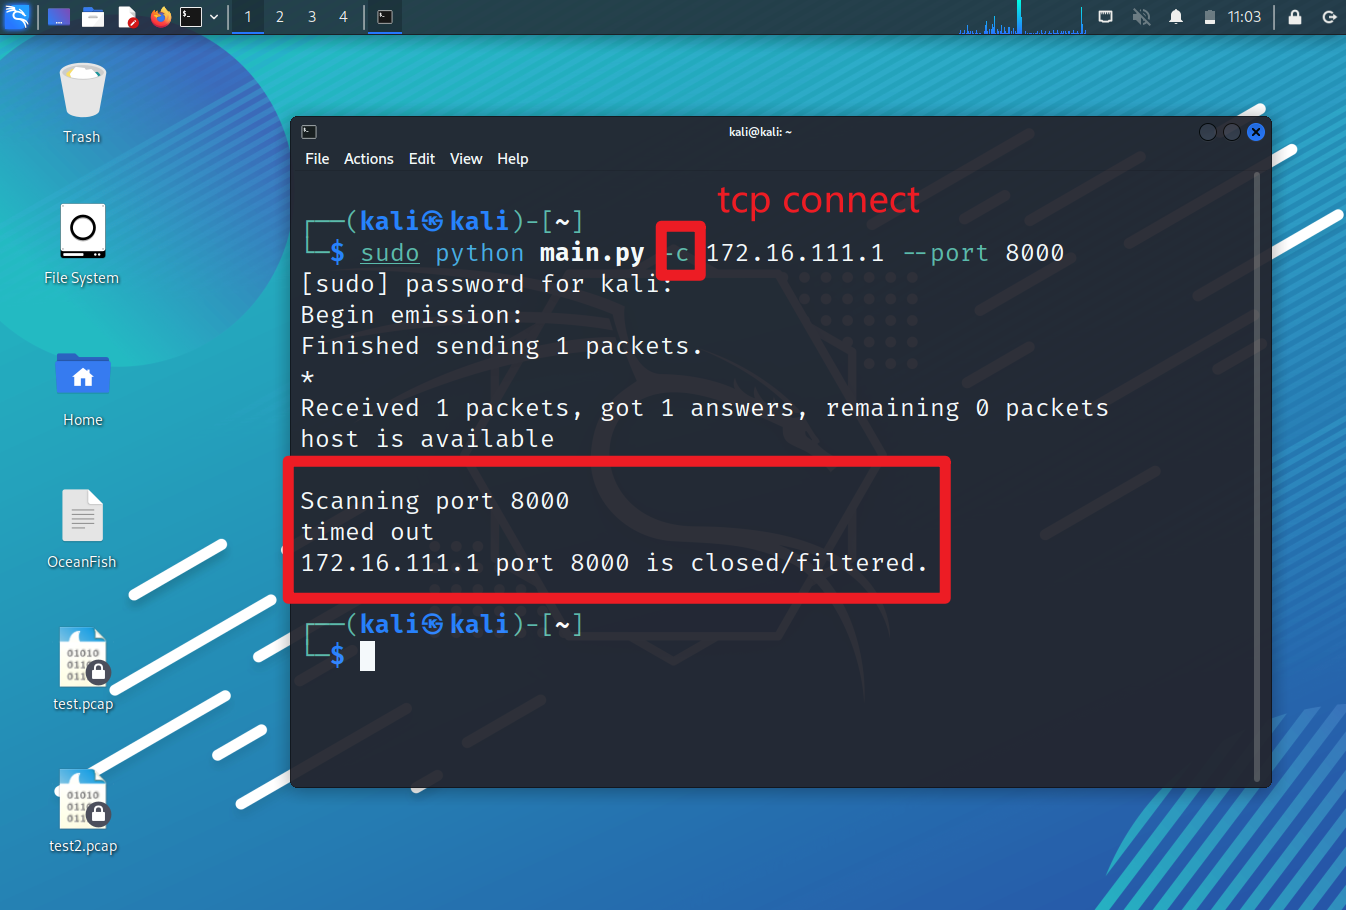 1 2 3 4 11:03
Trash
File System
Home
OceanFish
01010
test.pcap
01010
test2.pcap
kali@kali: ~
File Actions Edit View Help
tcp connect
┌──(kali㉿kali)-[~]
└─$ sudo python main.py -c 172.16.111.1 --port 8000
[sudo] password for kali:
Begin emission:
Finished sending 1 packets.
*
Received 1 packets, got 1 answers, remaining 0 packets
host is available
Scanning port 8000
timed out
172.16.111.1 port 8000 is closed/filtered.
┌──(kali㉿kali)-[~]
└─$